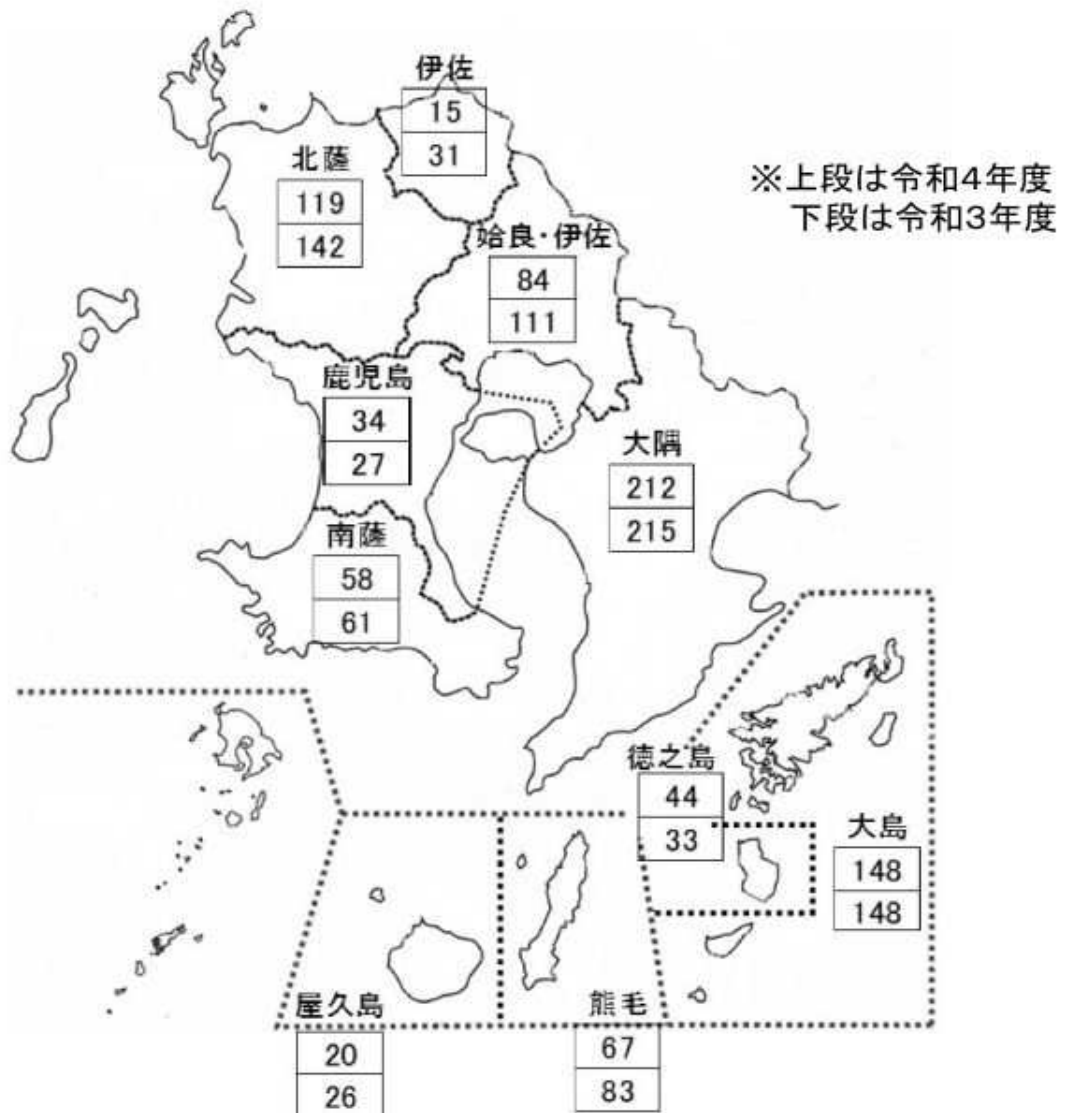 伊佐
15
31
北薩
119
142
※上段は令和4年度
下段は令和3年度
姶良・伊佐
84
111
鹿児島
34
27
大隅
212
215
南薩
58
61
徳之島
44
33
大島
148
148
屋久島
20
26
熊毛
67
83